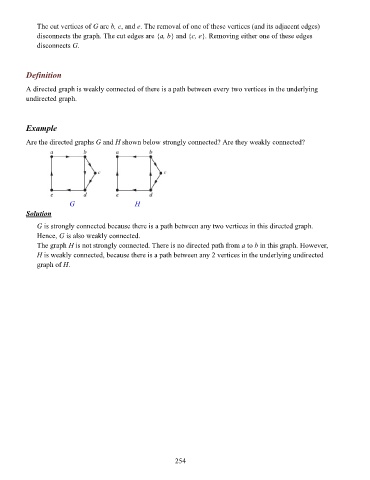 The cut vertices of G are b, c, and e. The removal of one of these vertices (and its adjacent edges)
disconnects the graph. The cut edges are {a, b} and {c, e}. Removing either one of these edges
disconnects G.
Definition
A directed graph is weakly connected of there is a path between every two vertices in the underlying
undirected graph.
Example
Are the directed graphs G and H shown below strongly connected? Are they weakly connected?
a b a b
c c
e d e d
G H
Solution
G is strongly connected because there is a path between any two vertices in this directed graph.
Hence, G is also weakly connected.
The graph H is not strongly connected. There is no directed path from a to b in this graph. However,
H is weakly connected, because there is a path between any 2 vertices in the underlying undirected
graph of H.
254